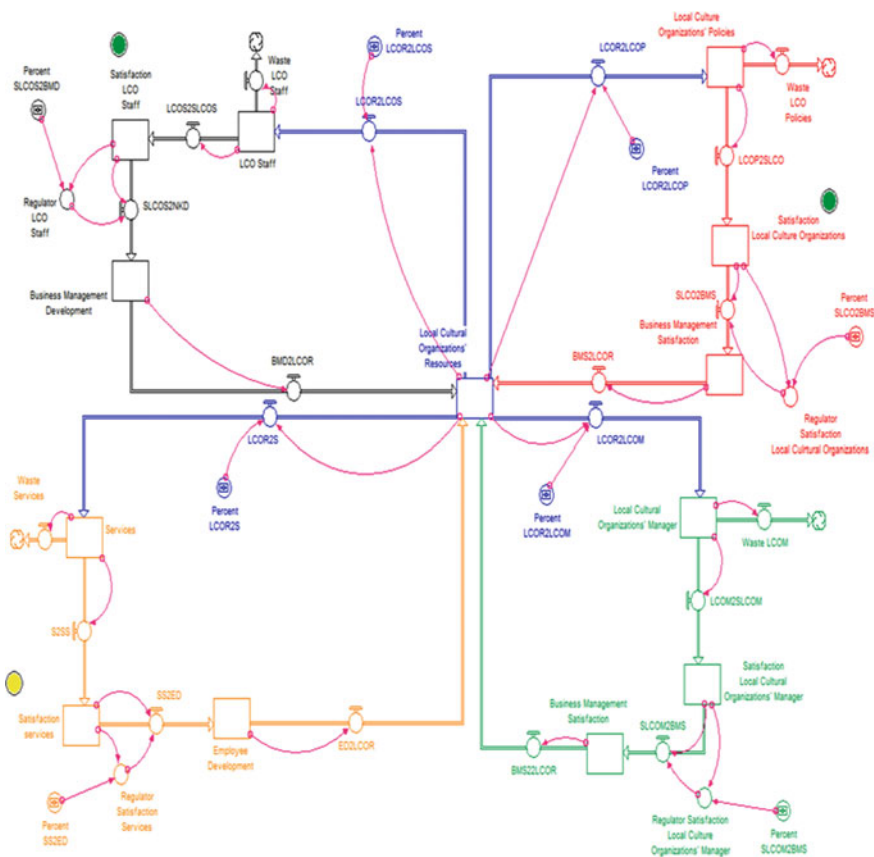 Percent
SLCOS2BMD
Satisfaction
LCO
Staff
LCOS2SLCOS
Waste
LCO
Staff
LCO Staff
Percent
LCOR2LCOS
LCOR2LCOS
Regulator
LCO
Staff
SLCOS2NKD
Business Management
Development
BMD2LCOR
Local Cultural
Organizations'
Resources
LCOR2LCOP
Percent
LCOR2LCOP
Local Culture
Organizations' Policies
Waste
LCO
Policies
LCOP2SLCO
Satisfaction
Local Culture Organizations
SLCO2BMS
Business Management
Satisfaction
Percent
SLCO2BMS
BMS2LCOR
Regulator
Satisfaction
Local Culrtural Organizations
LCOR2S
Percent
LCOR2S
LCOR2LCOM
Percent
LCOR2LCOM
Waste
Services
Services
S2SS
Satisfaction
services
SS2ED
Employee
Development
ED2LCOR
Regulator
Satisfaction
Services
Percent
SS2ED
Local Cultural
Organizations' Manager
Waste LCOM
LCOM2SLCOM
Satisfaction
Local Cultural
Organizations' Manager
Business Management
Satisfaction
SLCOM2BMS
BMS22LCOR
Regulator Satisfaction
Local Culture
Organizations' Manager
Percent
SLCOM2BMS